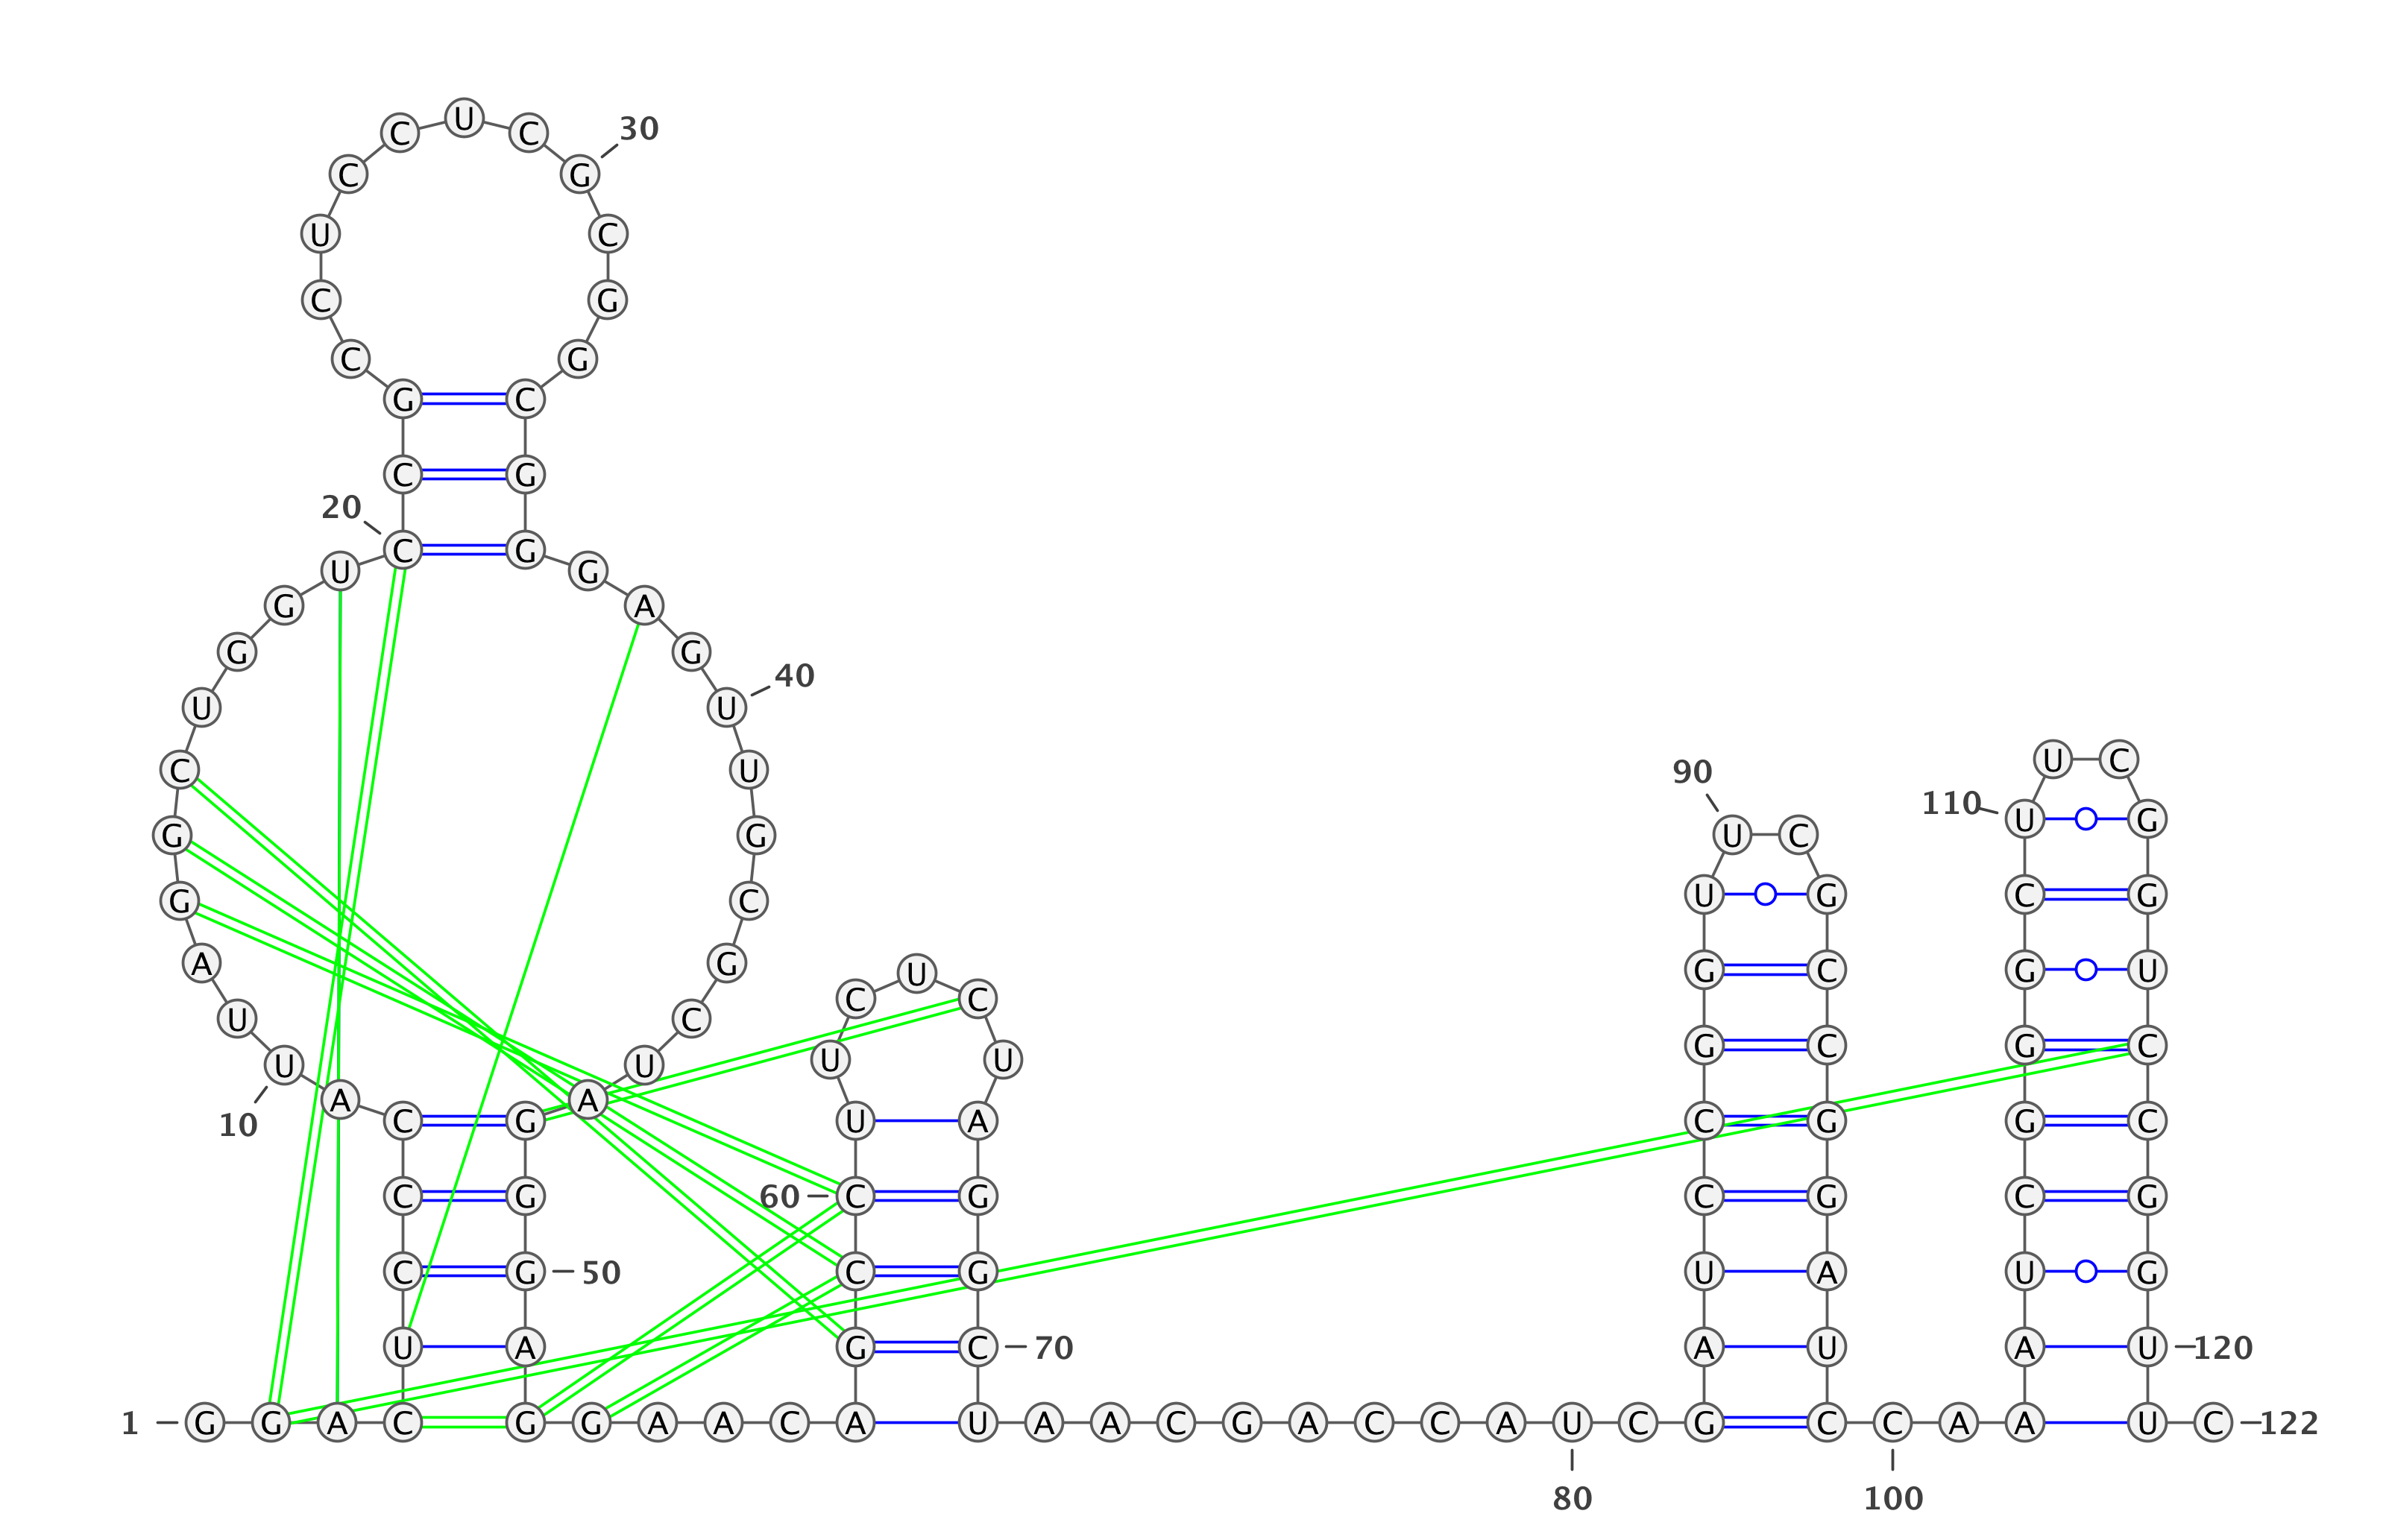 U
C C 30
C G
U C
C G
C G
G C
C G
20
C G
U G
G A
G G
40
U U
U C
C U 90
110 U G
G G U C
U G C G
G C
A G G C G U
U C U C
U C
G C G C
U U
U U
A A
10 C G U A C G G C
C G 60 C G C G C G
C G 50 C G U A U G
U A G C 70 A U A U 120
1 G G A C G G A A C A U A A C G A C C A U C G C C A A U C 122
80 100